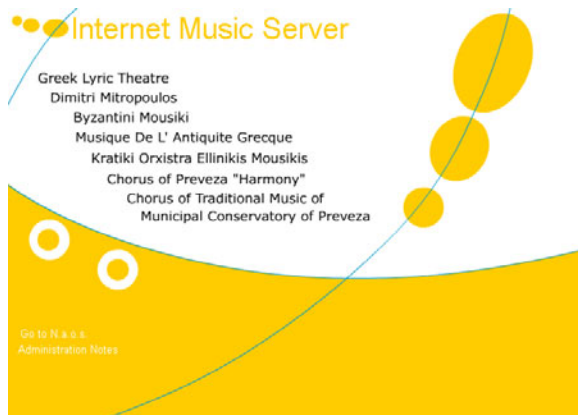 Internet Music Server
Greek Lyric Theatre
Dimitri Mitropoulos
Byzantini Mousiki
Musique De L' Antiquite Grecque
Kratiki Orxistra Ellinikis Mousikis
Chorus of Preveza "Harmony"
Chorus of Traditional Music of
Municipal Conservatory of Preveza
Go to N.a.o.s.
Administration Notes